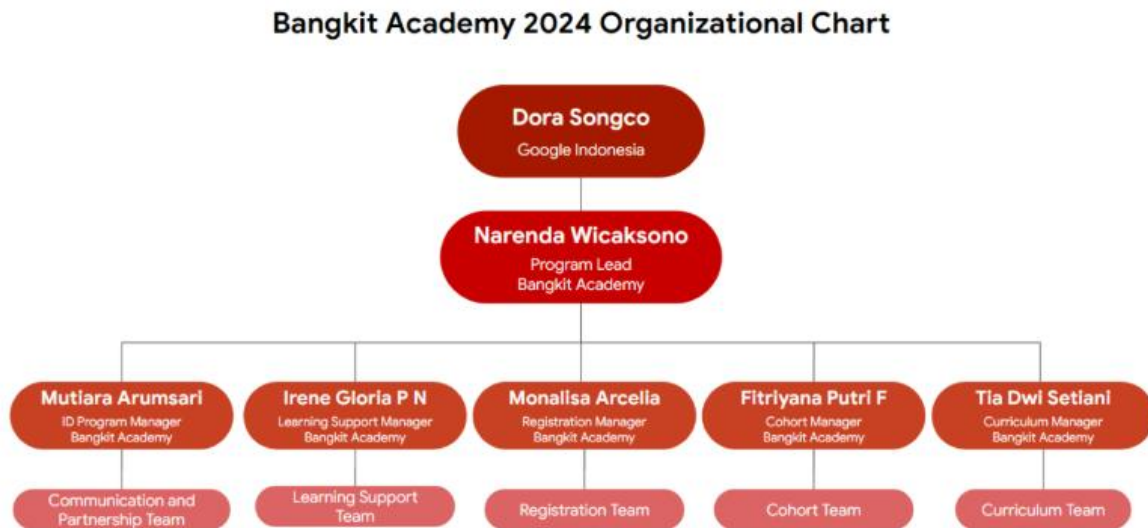 Bangkit Academy 2024 Organizational Chart
Dora Songco
Google Indonesia
Narenda Wicaksono
Program Lead
Bangkit Academy
Mutiara Arumsari
ID Program Manager
Bangkit Academy
Irene Gloria P N
Learning Support Manager
Bangkit Academy
Monalisa Arcelia
Registration Manager
Bangkit Academy
Fitriyana Putri F
Cohort Manager
Bangkit Academy
Tia Dwi Setiani
Curriculum Manager
Bangkit Academy
Communication and
Partnership Team
Learning Support
Team
Registration Team
Cohort Team
Curriculum Team